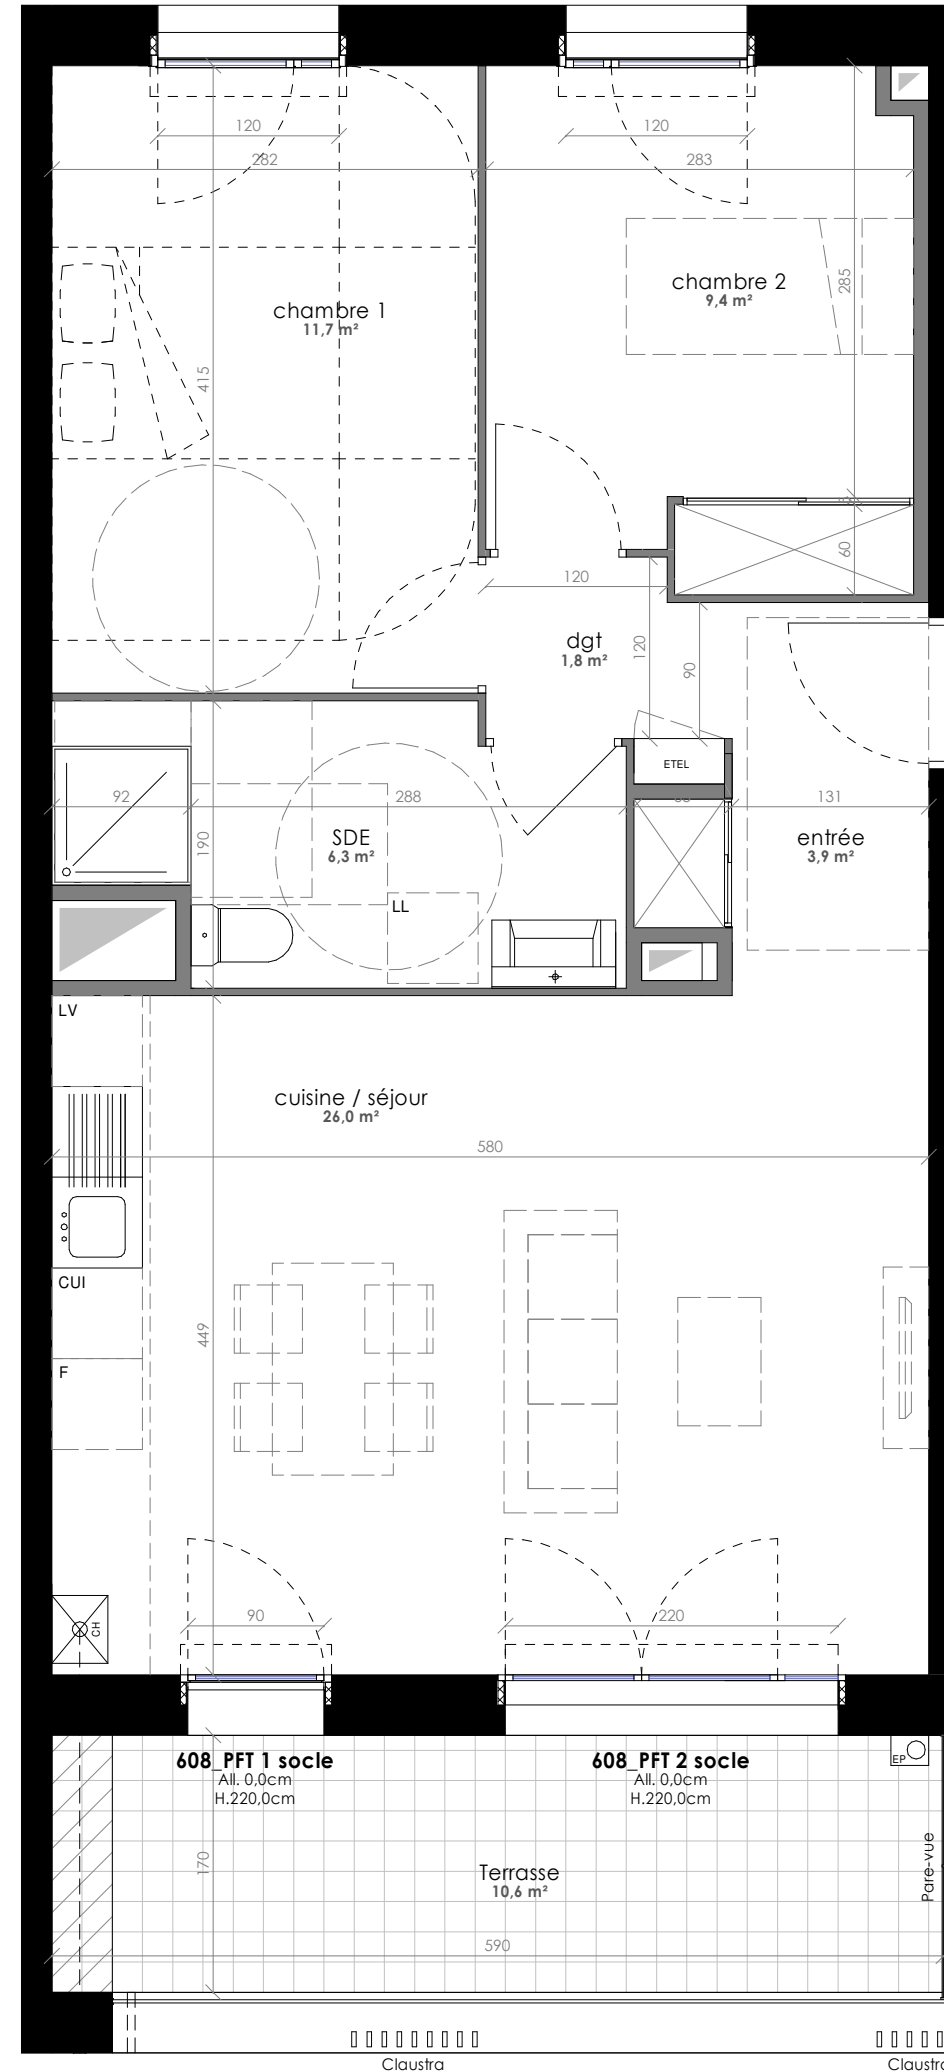 120
120
282
283
chambre 1
11,7 m²
chambre 2
9,4 m²
285
415
60
120
dgt
1,8 m²
120
90
ETEL
92
288
131
190
SDE
6,3 m²
entrée
3,9 m²
LL
LV
cuisine / séjour
26,0 m²
580
CUI
449
F
90
220
CH
608_PFT 1 socle
All. 0,0cm
H.220,0cm
608_PFT 2 socle
All. 0,0cm
H.220,0cm
EP
Pare-vue
170
Terrasse
10,6 m²
590
Claustra
Claustra